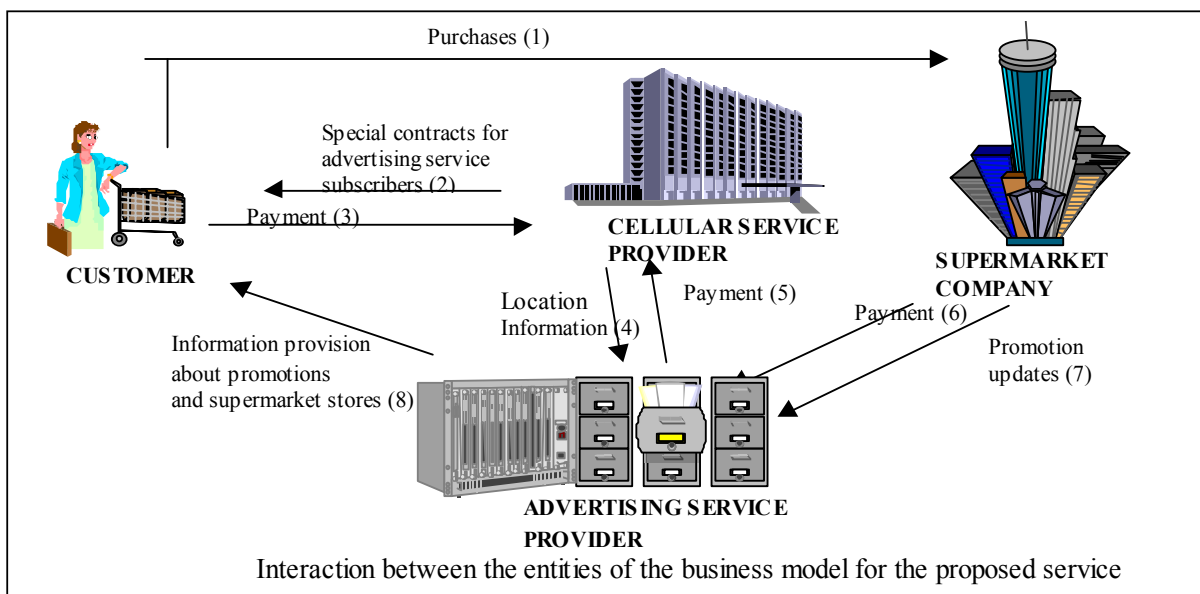 Purchases (1)
Special contracts for
advertising service
subscribers (2)
Payment (3)
CUSTOMER
CELLULAR SERVICE
PROVIDER
SUPERMARKET
COMPANY
Location
Information (4)
Payment (5)
Payment (6)
Promotion
updates (7)
Information provision
about promotions
and supermarket stores (8)
ADVERTISING SERVICE
PROVIDER
Interaction between the entities of the business model for the proposed service